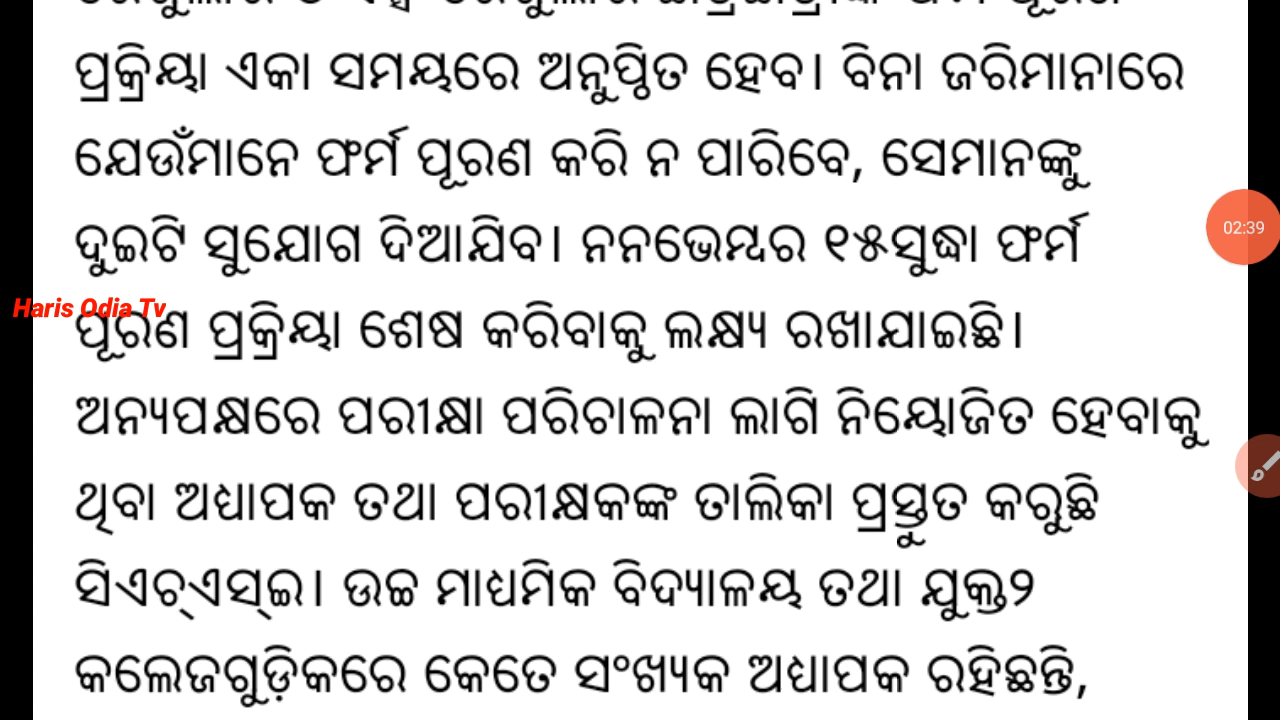 ପ୍ରକ୍ରିୟା ଏକା ସମୟରେ ଅନୁଷ୍ଠିତ ହେବ। ବିନା ଜରିମାନାରେ
ଯେଉଁମାନେ ଫର୍ମ ପୂରଣ କରି ନ ପାରିବେ, ସେମାନଙ୍କୁ
ଦୁଇଟି ସୁଯୋଗ ଦିଆଯିବ। ନନଭେମ୍ବର ୧୫ସୁଦ୍ଧା ଫର୍ମ
02:39
Haris Odia Tv
ପୂରଣ ପ୍ରକ୍ରିୟା ଶେଷ କରିବାକୁ ଲକ୍ଷ୍ୟ ରଖାଯାଇଛି।
ଅନ୍ୟପକ୍ଷରେ ପରୀକ୍ଷା ପରିଚାଳନା ଲାଗି ନିୟୋଜିତ ହେବାକୁ
ଥିବା ଅଧ୍ୟାପକ ତଥା ପରୀକ୍ଷକଙ୍କ ତାଲିକା ପ୍ରସ୍ତୁତ କରୁଛି
ସିଏଚ୍‌ଏସ୍‌ଇ। ଉଚ୍ଚ ମାଧ୍ୟମିକ ବିଦ୍ୟାଳୟ ତଥା ଯୁକ୍ତ୨
କଲେଜଗୁଡ଼ିକରେ କେତେ ସଂଖ୍ୟକ ଅଧ୍ୟାପକ ରହିଛନ୍ତି,